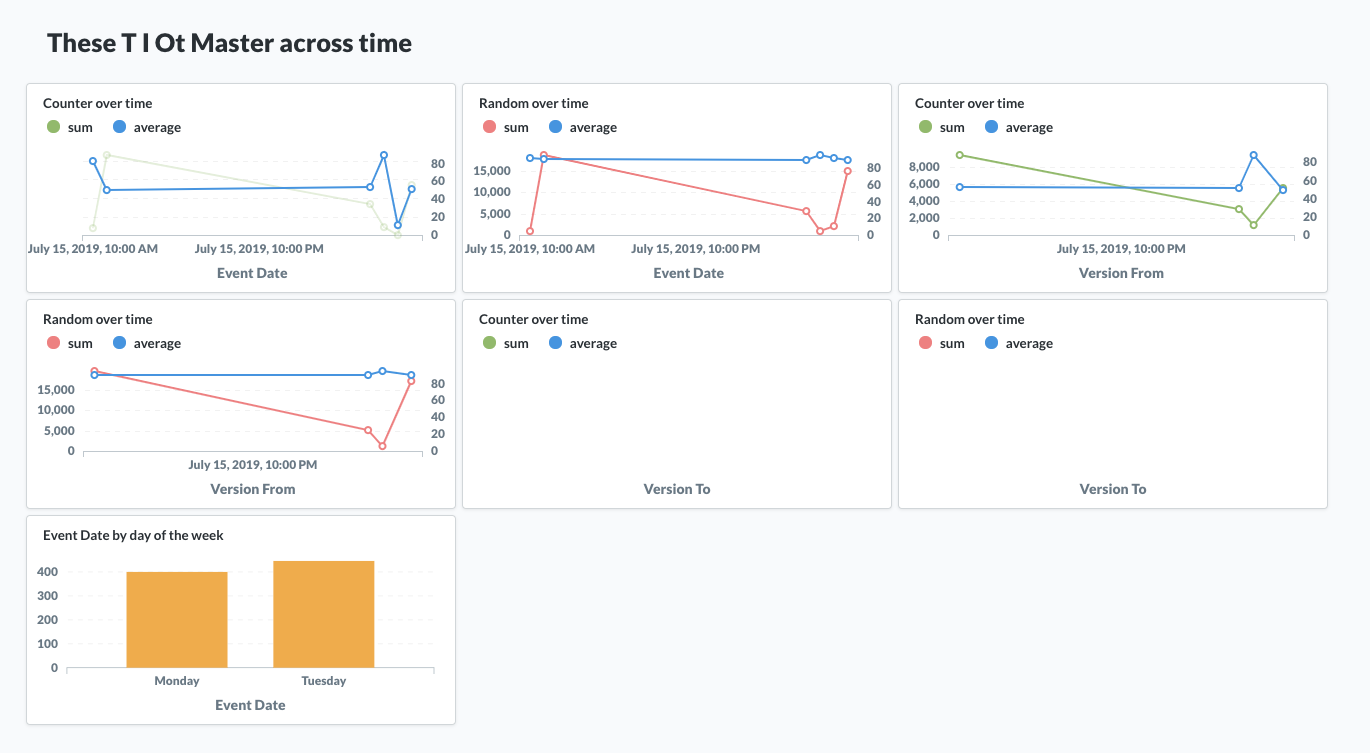 These T I Ot Master across time
Counter over time
sum average
80
60
40
20
0
July 15, 2019, 10:00 AM July 15, 2019, 10:00 PM
Event Date
Random over time
sum average
15,000
10,000
5,000
0
80
60
40
20
0
July 15, 2019, 10:00 AM July 15, 2019, 10:00 PM
Event Date
Counter over time
sum average
8,000
6,000
4,000
2,000
0
80
60
40
20
0
July 15, 2019, 10:00 PM
Version From
Random over time
sum average
15,000
10,000
5,000
0
80
60
40
20
0
July 15, 2019, 10:00 PM
Version From
Counter over time
sum average
Version To
Random over time
sum average
Version To
Event Date by day of the week
400
300
200
100
0
Monday Tuesday
Event Date